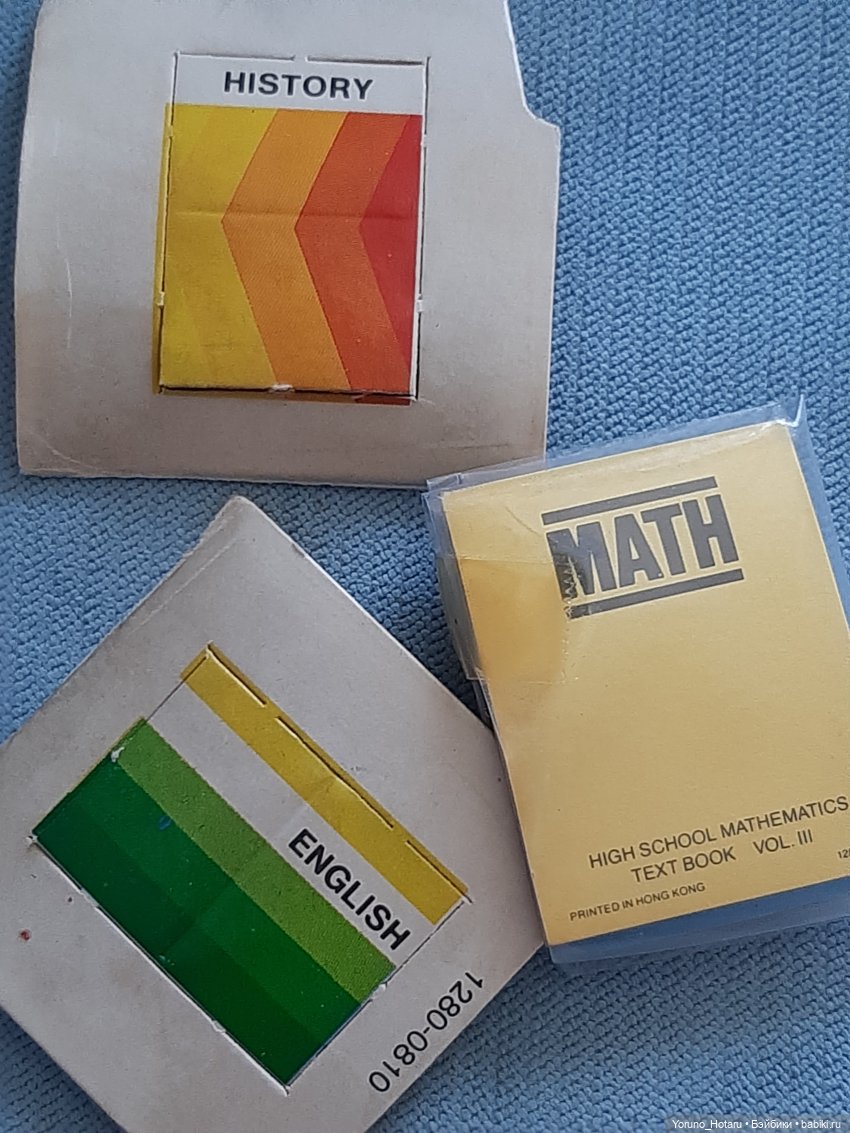 HISTORY
MATH
HIGH SCHOOL MATHEMATICS
TEXT BOOK VOL. III
PRINTED IN HONG KONG
ENGLISH
1280-0810
Yoruno_Hotaru • Бэйбики • babiki.ru